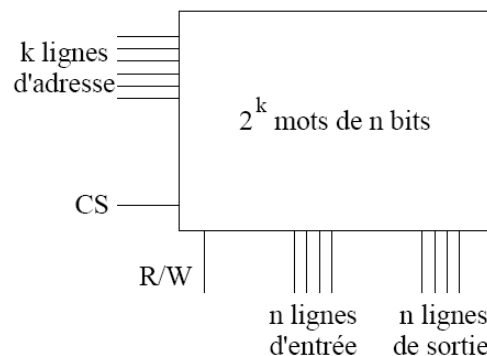 k lignes
d'adresse
2^k mots de n bits
CS
R/W
n lignes
d'entrée
n lignes
de sortie